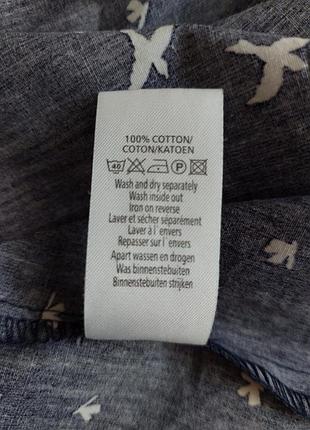 100% COTTON/
COTON/KATOEN
40 P
Wash and dry separately
Wash inside out
Iron on reverse
Laver et sécher séparément
Laver à l'envers
Repasser sur l'envers
Apart wassen en drogen
Was binnenstebuiten
Binnenstebuiten strijken